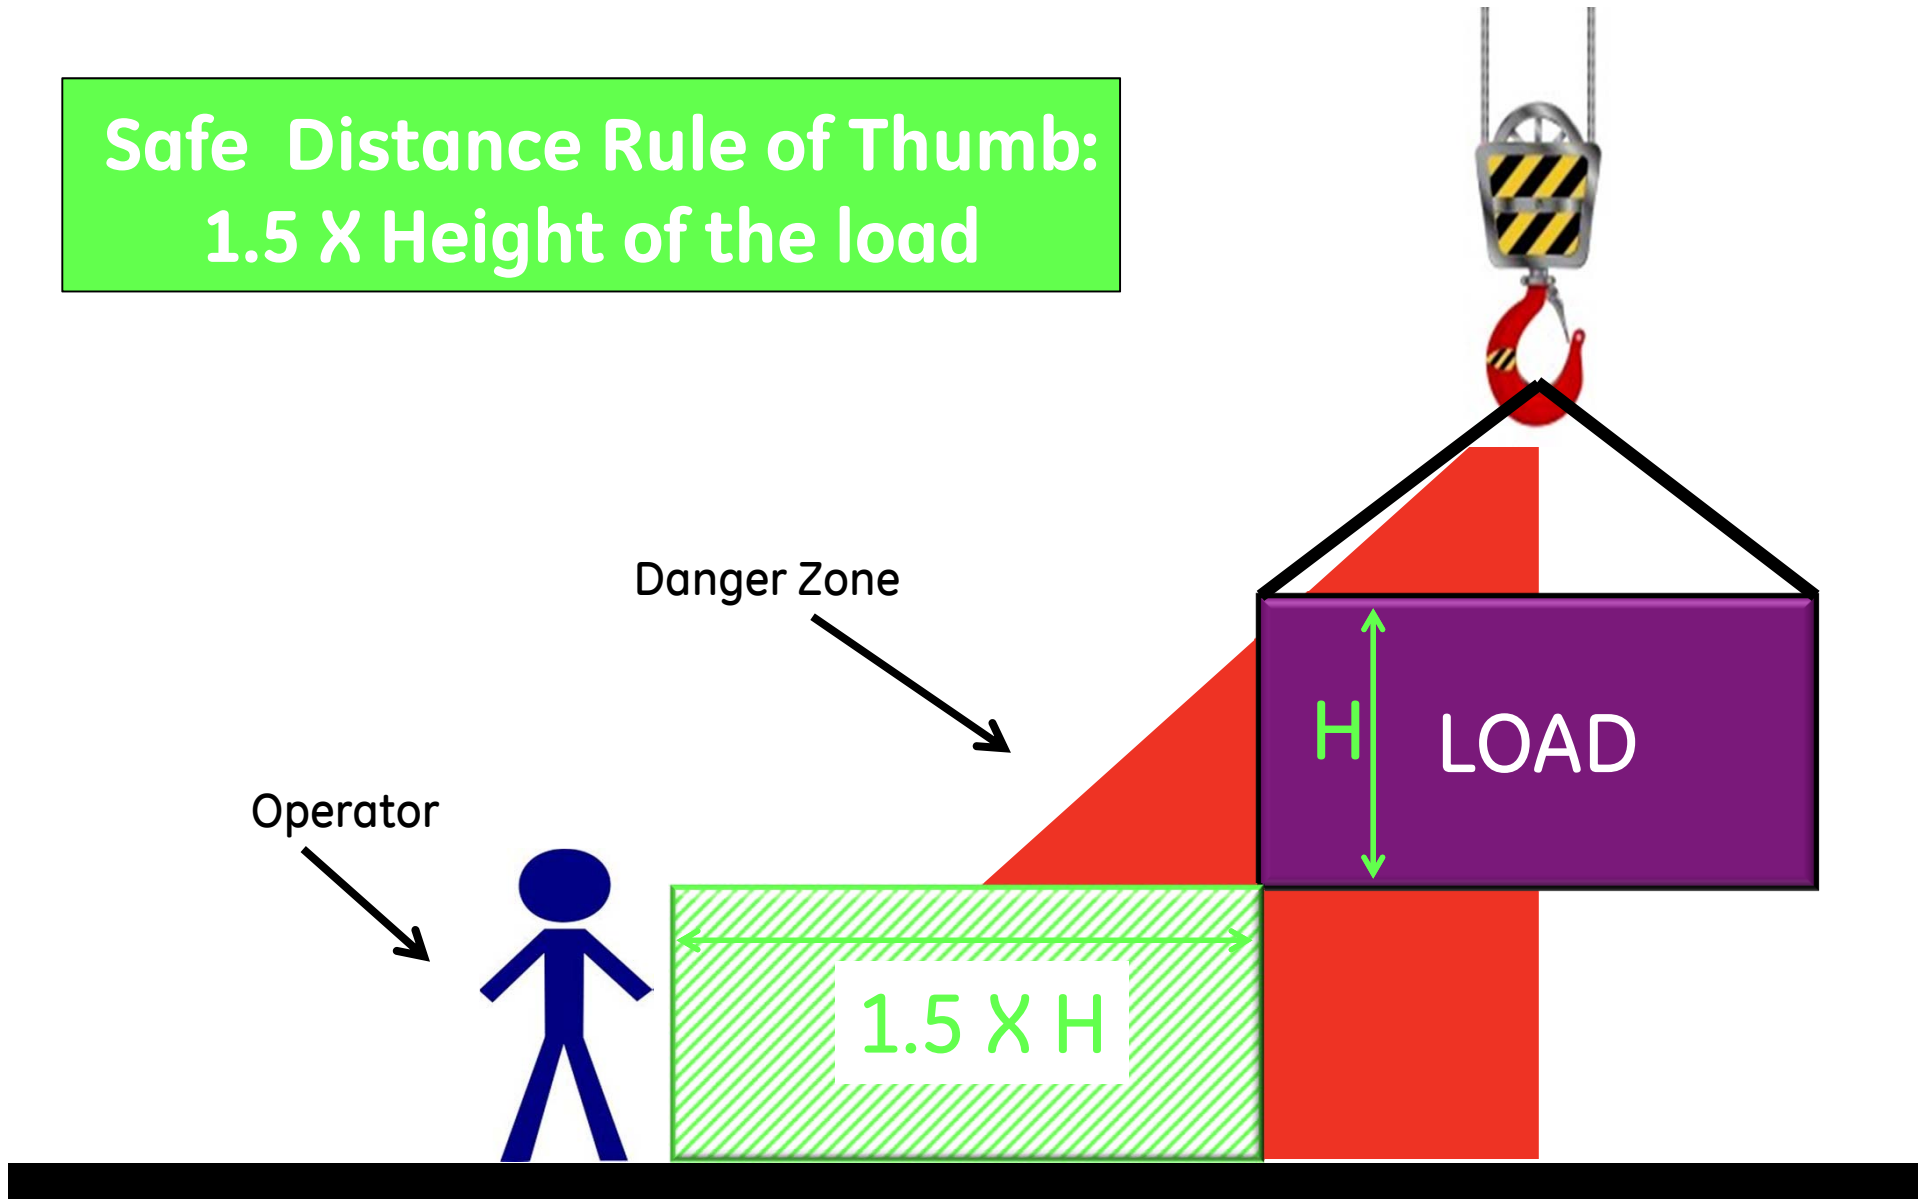 Safe Distance Rule of Thumb:
1.5 X Height of the load
Danger Zone
Operator
H
LOAD
1.5 X H